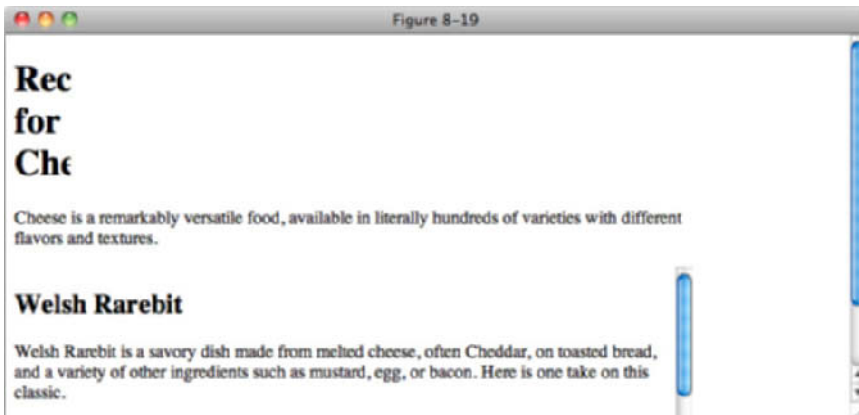 Figure 8-19
Rec
for
Che
Cheese is a remarkably versatile food, available in literally hundreds of varieties with different
flavors and textures.
Welsh Rarebit
Welsh Rarebit is a savory dish made from melted cheese, often Cheddar, on toasted bread,
and a variety of other ingredients such as mustard, egg, or bacon. Here is one take on this
classic.